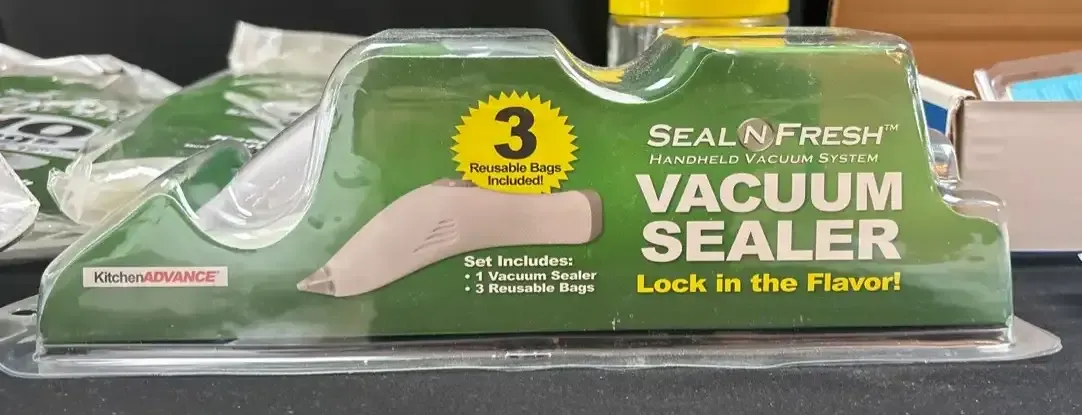 3
Reusable Bags
Included!
SEAL N FRESH™
HANDHELD VACUUM SYSTEM
VACUUM
SEALER
Lock in the Flavor!
Set Includes:
• 1 Vacuum Sealer
• 3 Reusable Bags
KitchenADVANCE®
10